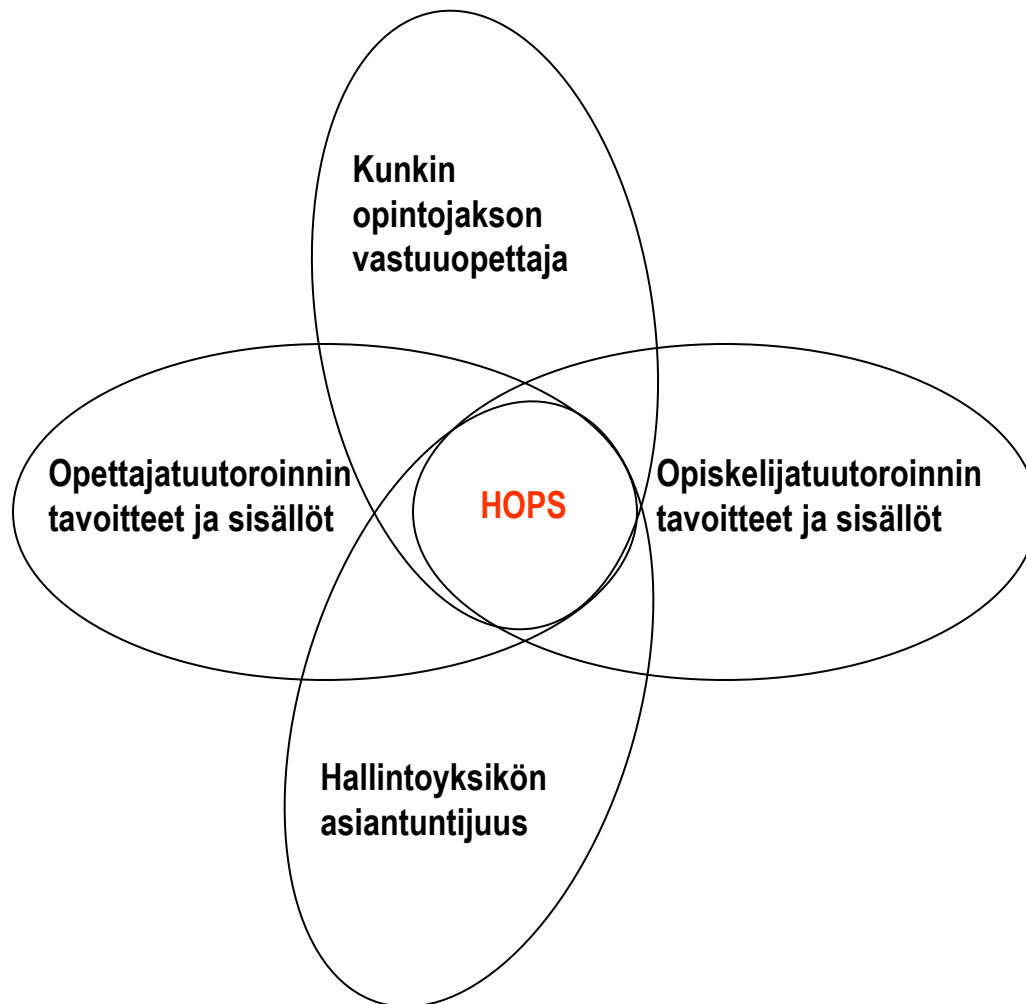 Kunkin
opintojakson
vastuuopettaja
Opettajatuutoroinnin
tavoitteet ja sisällöt
HOPS
Opiskelijatuutoroinnin
tavoitteet ja sisällöt
Hallintoyksikön
asiantuntijuus